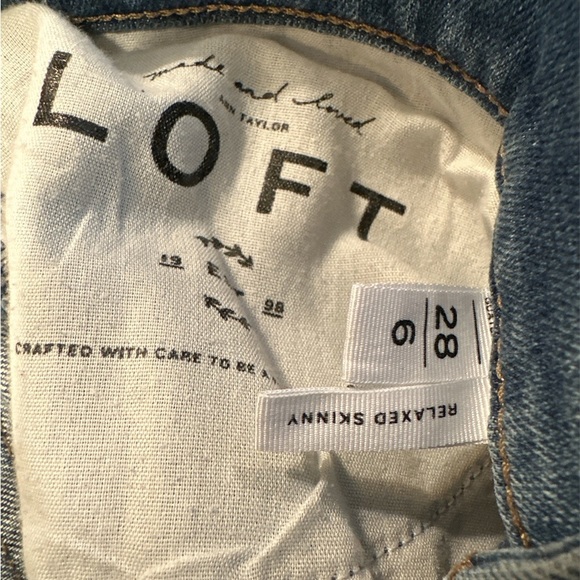 made and loved
ANN TAYLOR
LOFT
19 98
CRAFTED WITH CARE TO BE
28
6
RELAXED SKINNY